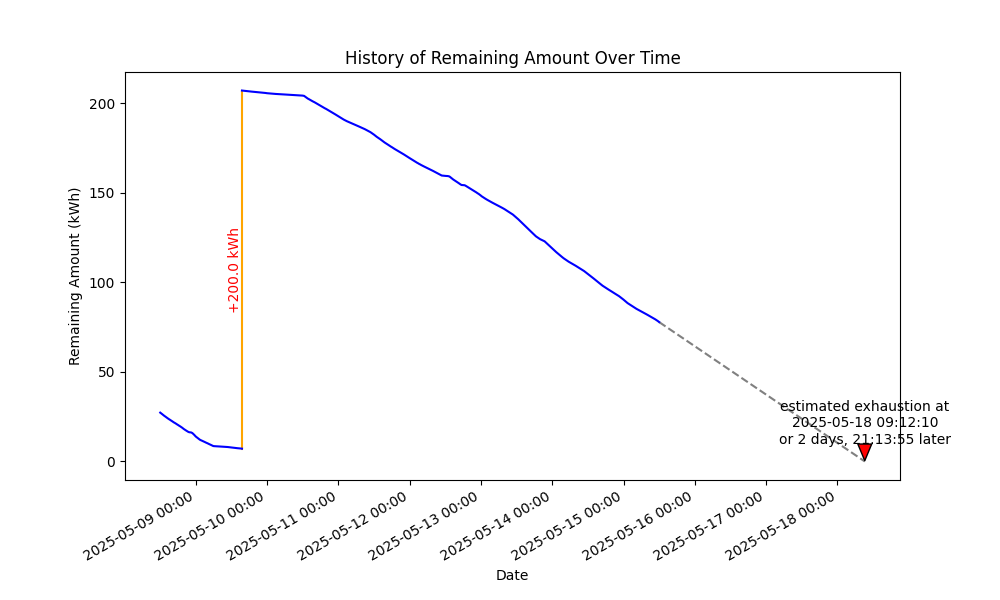 History of Remaining Amount Over Time
Remaining Amount (kWh)
200
150
100
50
0
+200.0 kWh
estimated exhaustion at
2025-05-18 09:12:10
or 2 days, 21:13:55 later
2025-05-09 00:00
2025-05-10 00:00
2025-05-11 00:00
2025-05-12 00:00
2025-05-13 00:00
2025-05-14 00:00
2025-05-15 00:00
2025-05-16 00:00
2025-05-17 00:00
2025-05-18 00:00
Date